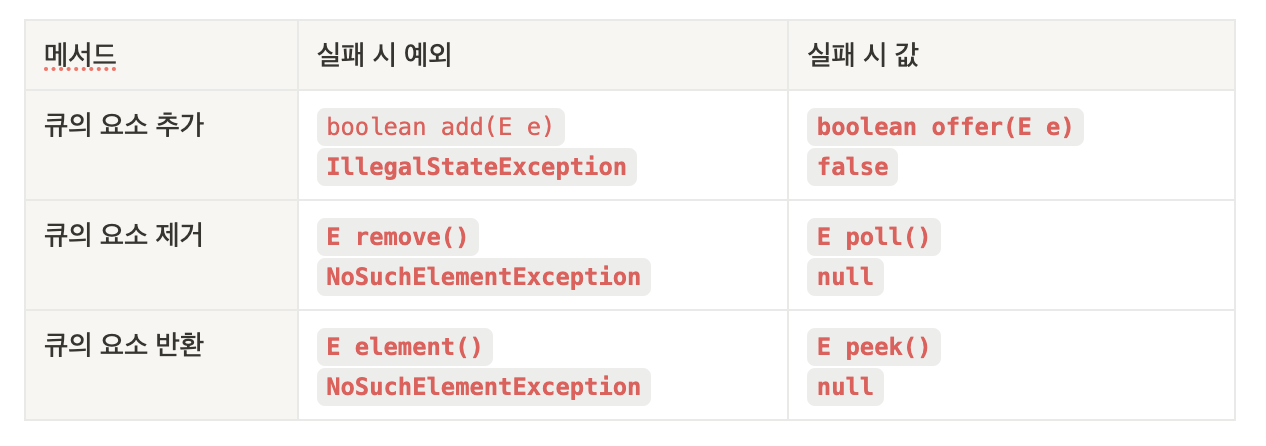 메서드
실패 시 예외
실패 시 값
큐의 요소 추가
boolean add(E e)
IllegalStateException
boolean offer(E e)
false
큐의 요소 제거
E remove()
NoSuchElementException
E poll()
null
큐의 요소 반환
E element()
NoSuchElementException
E peek()
null